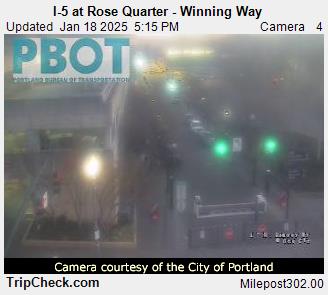 I-5 at Rose Quarter - Winning Way
Updated Jan 18 2025 5:15 PM Camera 4
PBOT
PORTLAND BUREAU OF TRANSPORTATION
Camera courtesy of the City of Portland
TripCheck.com Milepost302.00